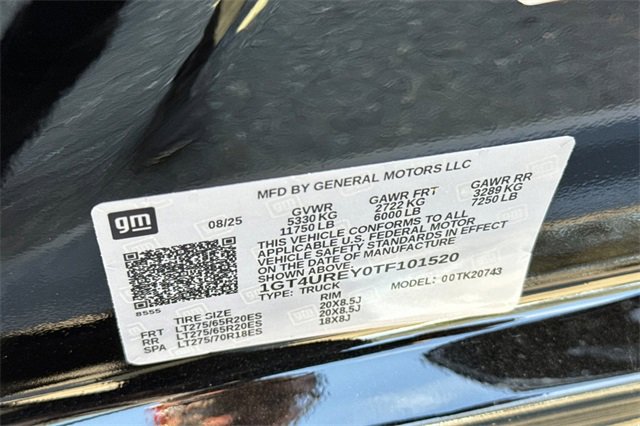 MFD BY GENERAL MOTORS LLC
gm
08/25
GVWR GAWR FRT GAWR RR
5330 KG 2722 KG 3289 KG
11750 LB 6000 LB 7250 LB
THIS VEHICLE CONFORMS TO ALL
APPLICABLE U.S. FEDERAL MOTOR
VEHICLE SAFETY STANDARDS IN EFFECT
ON THE DATE OF MANUFACTURE
SHOWN ABOVE.
1GT4UREY0TF101520
TYPE: TRUCK MODEL: 00TK20743
8555
TIRE SIZE RIM
FRT LT275/65R20ES 20X8.5J
RR LT275/65R20ES 20X8.5J
SPA LT275/70R18ES 18X8J